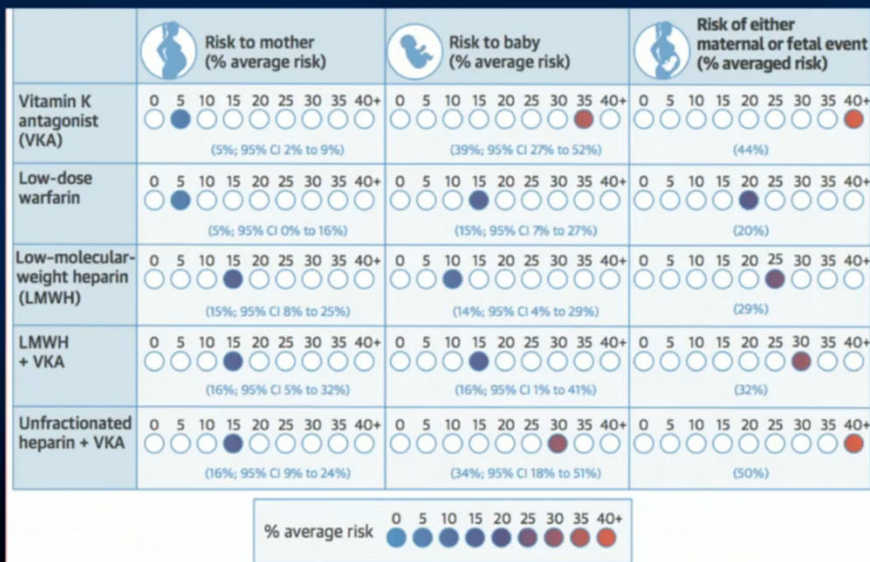 Risk to mother
(% average risk)
Risk to baby
(% average risk)
Risk of either
maternal or fetal event
(% averaged risk)
Vitamin K
antagonist
(VKA)
0 5 10 15 20 25 30 35 40+
(5%; 95% CI 2% to 9%)
0 5 10 15 20 25 30 35 40+
(39%; 95% CI 27% to 52%)
0 5 10 15 20 25 30 35 40+
(44%)
Low-dose
warfarin
0 5 10 15 20 25 30 35 40+
(5%; 95% CI 0% to 16%)
0 5 10 15 20 25 30 35 40+
(15%; 95% CI 7% to 27%)
0 5 10 15 20 25 30 35 40+
(20%)
Low-molecular-
weight heparin
(LMWH)
0 5 10 15 20 25 30 35 40+
(15%; 95% CI 8% to 25%)
0 5 10 15 20 25 30 35 40+
(14%; 95% CI 4% to 29%)
0 5 10 15 20 25 30 35 40+
(29%)
LMWH
+ VKA
0 5 10 15 20 25 30 35 40+
(16%; 95% CI 5% to 32%)
0 5 10 15 20 25 30 35 40+
(16%; 95% CI 1% to 41%)
0 5 10 15 20 25 30 35 40+
(32%)
Unfractionated
heparin + VKA
0 5 10 15 20 25 30 35 40+
(16%; 95% CI 9% to 24%)
0 5 10 15 20 25 30 35 40+
(34%; 95% CI 18% to 51%)
0 5 10 15 20 25 30 35 40+
(50%)
% average risk
0 5 10 15 20 25 30 35 40+